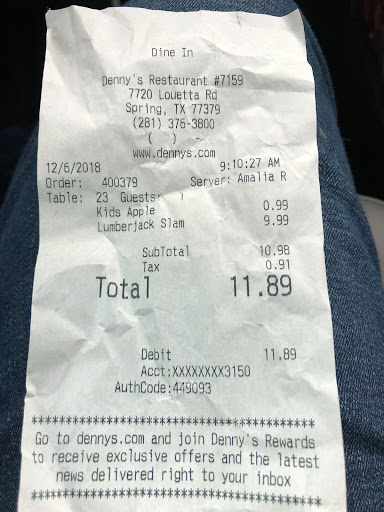 Dine In
Denny's Restaurant #7159
7720 Louetta Rd
Spring, TX 77379
(281) 376-3800
( ) -
www.dennys.com
12/6/2018 9:10:27 AM
Order: 400379 Server: Amalia R
Table: 23 Guests:
Kids Apple 0.99
Lumberjack Slam 9.99
SubTotal 10.98
Tax 0.91
Total 11.89
Debit 11.89
Acct:XXXXXXXX3150
AuthCode:449093
****************************************
Go to dennys.com and join Denny's Rewards
to receive exclusive offers and the latest
news delivered right to your inbox
****************************************